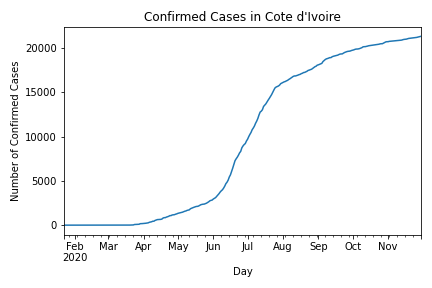 Confirmed Cases in Cote d'Ivoire
Number of Confirmed Cases
20000
15000
10000
5000
0
Feb Mar Apr May Jun Jul Aug Sep Oct Nov
2020
Day